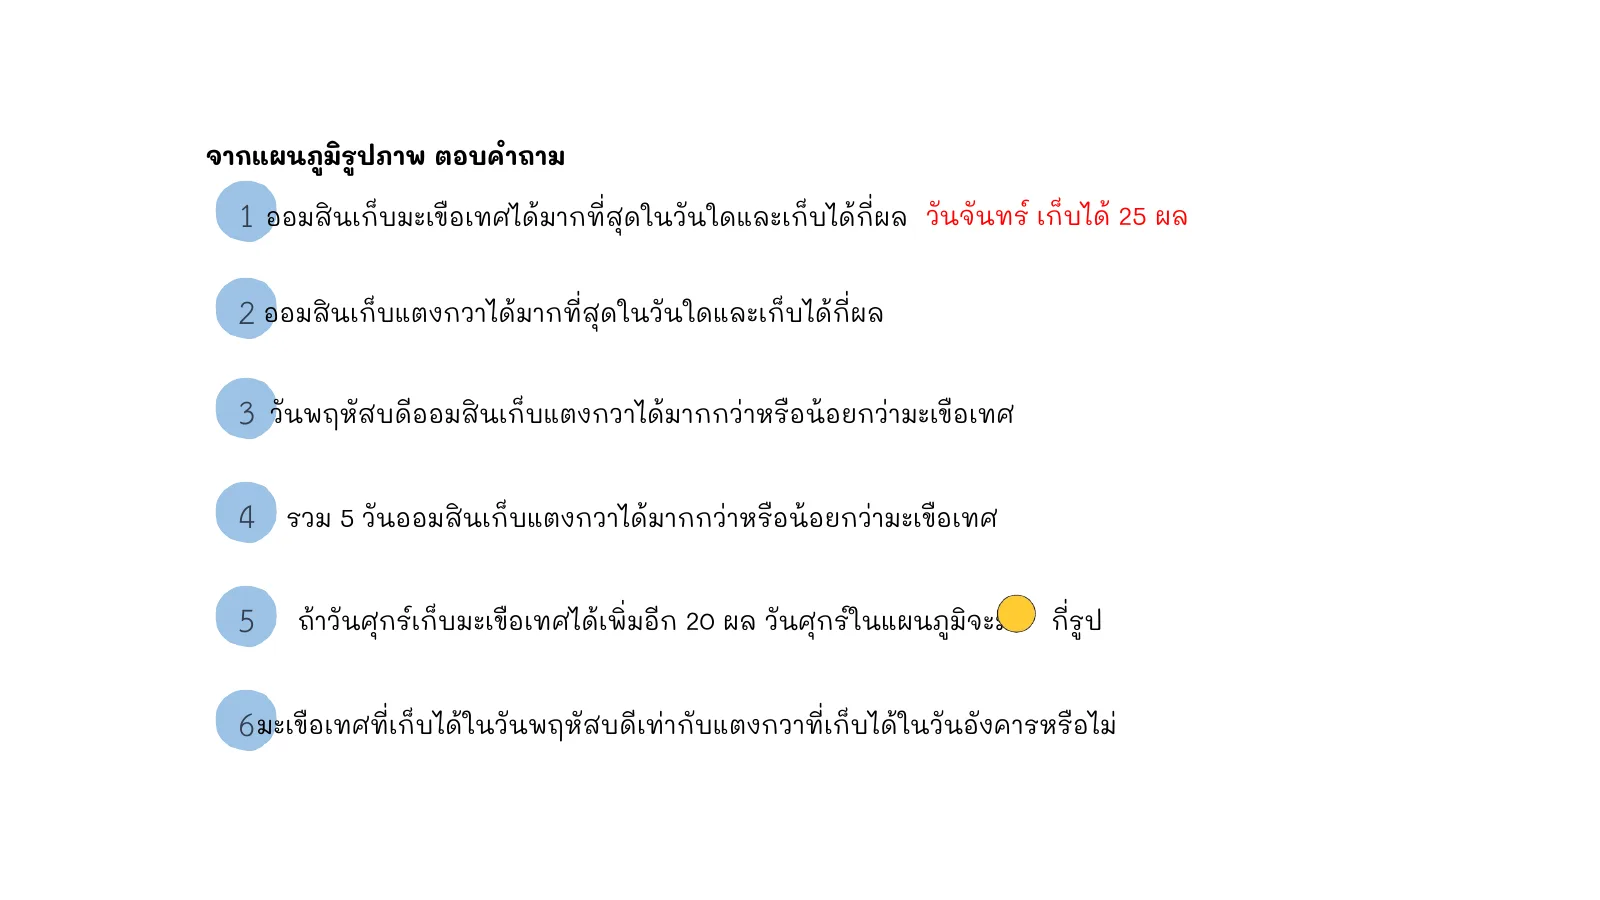 จากแผนภูมิรูปภาพ ตอบคำถาม
1 ออมสินเก็บมะเขือเทศได้มากที่สุดในวันใดและเก็บได้กี่ผล วันจันทร์ เก็บได้ 25 ผล
2 ออมสินเก็บแตงกวาได้มากที่สุดในวันใดและเก็บได้กี่ผล
3 วันพฤหัสบดีออมสินเก็บแตงกวาได้มากกว่าหรือน้อยกว่ามะเขือเทศ
4 รวม 5 วันออมสินเก็บแตงกวาได้มากกว่าหรือน้อยกว่ามะเขือเทศ
5 ถ้าวันศุกร์เก็บมะเขือเทศได้เพิ่มอีก 20 ผล วันศุกร์ในแผนภูมิจะ กี่รูป
6 มะเขือเทศที่เก็บได้ในวันพฤหัสบดีเท่ากับแตงกวาที่เก็บได้ในวันอังคารหรือไม่